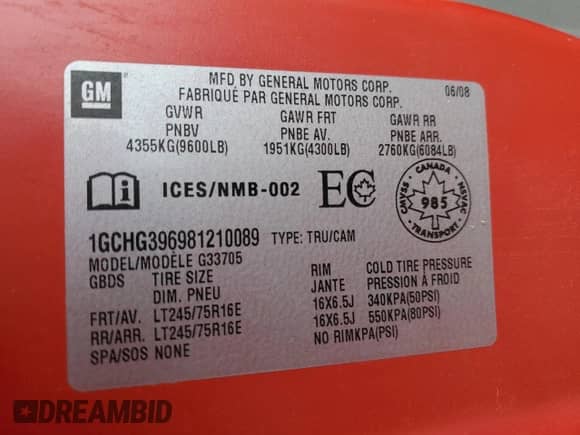 GM
MFD BY GENERAL MOTORS CORP.
FABRIQUÉ PAR GENERAL MOTORS CORP.
06/08
GVWR GAWR FRT GAWR RR
PNBV PNBE AV. PNBE ARR.
4355KG(9600LB) 1951KG(4300LB) 2760KG(6084LB)
ICES/NMB-002 EC
CANADA
CMVSS NSVAC
985
TRANSPORT
1GCHG396981210089 TYPE: TRU/CAM
MODEL/MODÈLE G33705
GBDS TIRE SIZE RIM COLD TIRE PRESSURE
DIM. PNEU JANTE PRESSION À FROID
FRT/AV. LT245/75R16E 16X6.5J 340KPA(50PSI)
RR/ARR. LT245/75R16E 16X6.5J 550KPA(80PSI)
SPA/SOS NONE NO RIMKPA(PSI)
DREAMBID